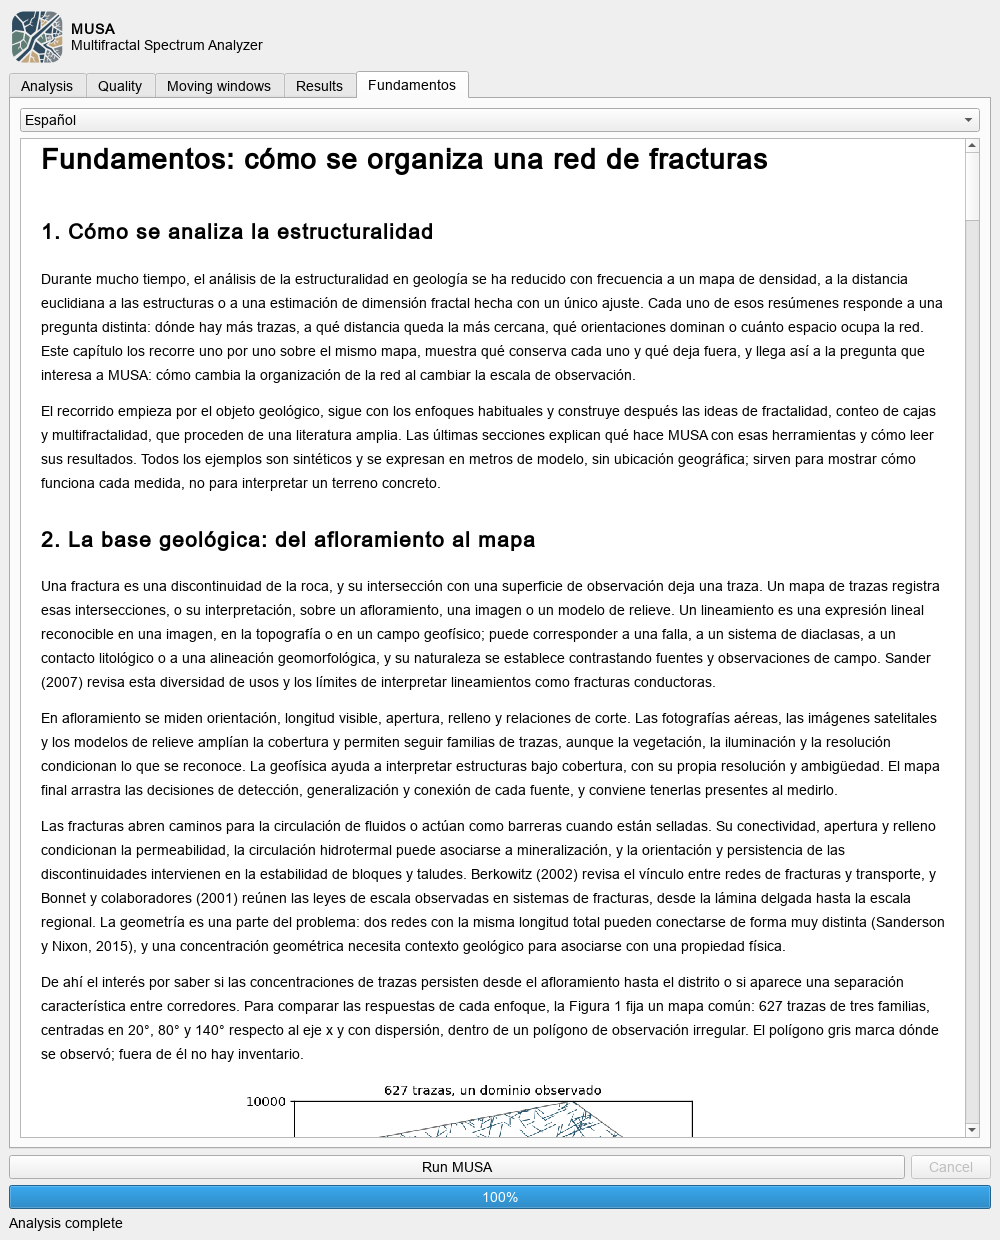 MUSA
Multifractal Spectrum Analyzer
Analysis
Quality
Moving windows
Results
Fundamentos
Español
Fundamentos: cómo se organiza una red de fracturas
1. Cómo se analiza la estructuralidad
Durante mucho tiempo, el análisis de la estructuralidad en geología se ha reducido con frecuencia a un mapa de densidad, a la distancia
euclidiana a las estructuras o a una estimación de dimensión fractal hecha con un único ajuste. Cada uno de esos resúmenes responde a una
pregunta distinta: dónde hay más trazas, a qué distancia queda la más cercana, qué orientaciones dominan o cuánto espacio ocupa la red.
Este capítulo los recorre uno por uno sobre el mismo mapa, muestra qué conserva cada uno y qué deja fuera, y llega así a la pregunta que
interesa a MUSA: cómo cambia la organización de la red al cambiar la escala de observación.
El recorrido empieza por el objeto geológico, sigue con los enfoques habituales y construye después las ideas de fractalidad, conteo de cajas
y multifractalidad, que proceden de una literatura amplia. Las últimas secciones explican qué hace MUSA con esas herramientas y cómo leer
sus resultados. Todos los ejemplos son sintéticos y se expresan en metros de modelo, sin ubicación geográfica; sirven para mostrar cómo
funciona cada medida, no para interpretar un terreno concreto.
2. La base geológica: del afloramiento al mapa
Una fractura es una discontinuidad de la roca, y su intersección con una superficie de observación deja una traza. Un mapa de trazas registra
esas intersecciones, o su interpretación, sobre un afloramiento, una imagen o un modelo de relieve. Un lineamiento es una expresión lineal
reconocible en una imagen, en la topografía o en un campo geofísico; puede corresponder a una falla, a un sistema de diaclasas, a un
contacto litológico o a una alineación geomorfológica, y su naturaleza se establece contrastando fuentes y observaciones de campo. Sander
(2007) revisa esta diversidad de usos y los límites de interpretar lineamientos como fracturas conductoras.
En afloramiento se miden orientación, longitud visible, apertura, relleno y relaciones de corte. Las fotografías aéreas, las imágenes satelitales
y los modelos de relieve amplían la cobertura y permiten seguir familias de trazas, aunque la vegetación, la iluminación y la resolución
condicionan lo que se reconoce. La geofísica ayuda a interpretar estructuras bajo cobertura, con su propia resolución y ambigüedad. El mapa
final arrastra las decisiones de detección, generalización y conexión de cada fuente, y conviene tenerlas presentes al medirlo.
Las fracturas abren caminos para la circulación de fluidos o actúan como barreras cuando están selladas. Su conectividad, apertura y relleno
condicionan la permeabilidad, la circulación hidrotermal puede asociarse a mineralización, y la orientación y persistencia de las
discontinuidades intervienen en la estabilidad de bloques y taludes. Berkowitz (2002) revisa el vínculo entre redes de fracturas y transporte, y
Bonnet y colaboradores (2001) reúnen las leyes de escala observadas en sistemas de fracturas, desde la lámina delgada hasta la escala
regional. La geometría es una parte del problema: dos redes con la misma longitud total pueden conectarse de forma muy distinta (Sanderson
y Nixon, 2015), y una concentración geométrica necesita contexto geológico para asociarse con una propiedad física.
De ahí el interés por saber si las concentraciones de trazas persisten desde el afloramiento hasta el distrito o si aparece una separación
característica entre corredores. Para comparar las respuestas de cada enfoque, la Figura 1 fija un mapa común: 627 trazas de tres familias,
centradas en 20°, 80° y 140° respecto al eje x y con dispersión, dentro de un polígono de observación irregular. El polígono gris marca dónde
se observó; fuera de él no hay inventario.
627 trazas, un dominio observado
10000
Run MUSA
Cancel
100%
Analysis complete